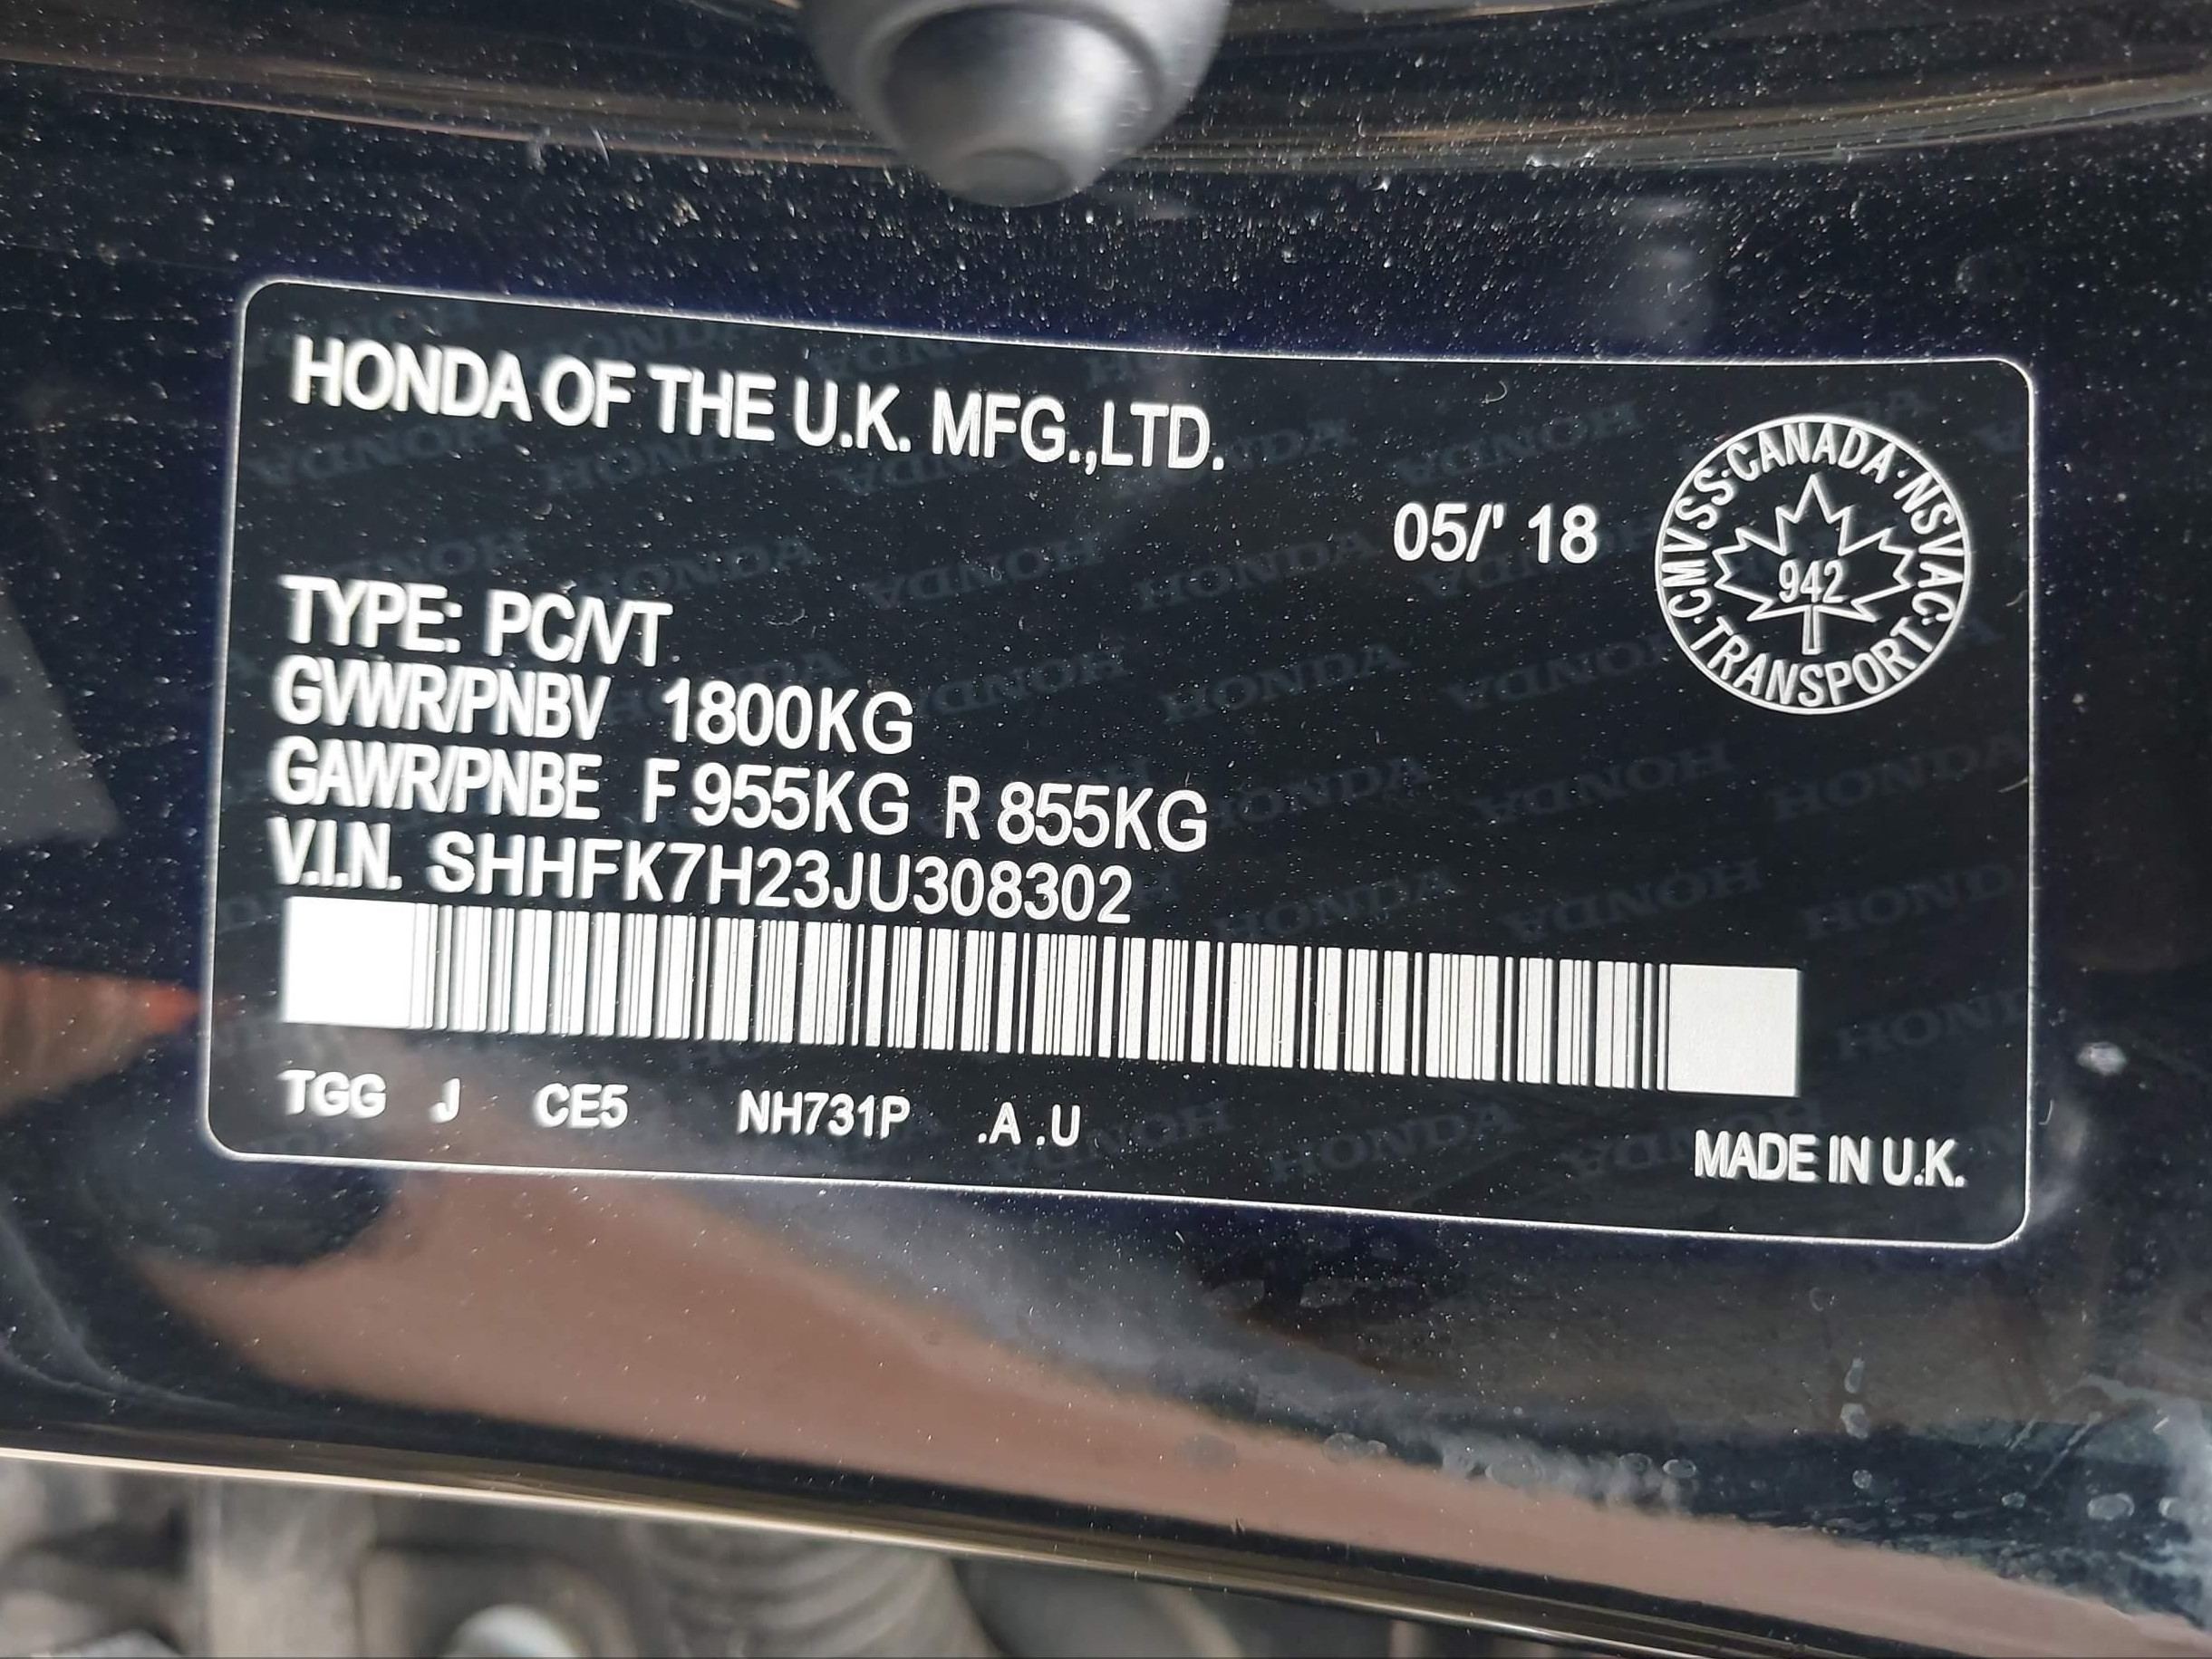 HONDA OF THE U.K. MFG.,LTD.
05/' 18
CMVSS·CANADA·NSVAC·TRANSPORT·
942
TYPE: PC/VT
GVWR/PNBV 1800KG
GAWR/PNBE F 955KG R 855KG
V.I.N. SHHFK7H23JU308302
TGG J CE5 NH731P .A .U
MADE IN U.K.